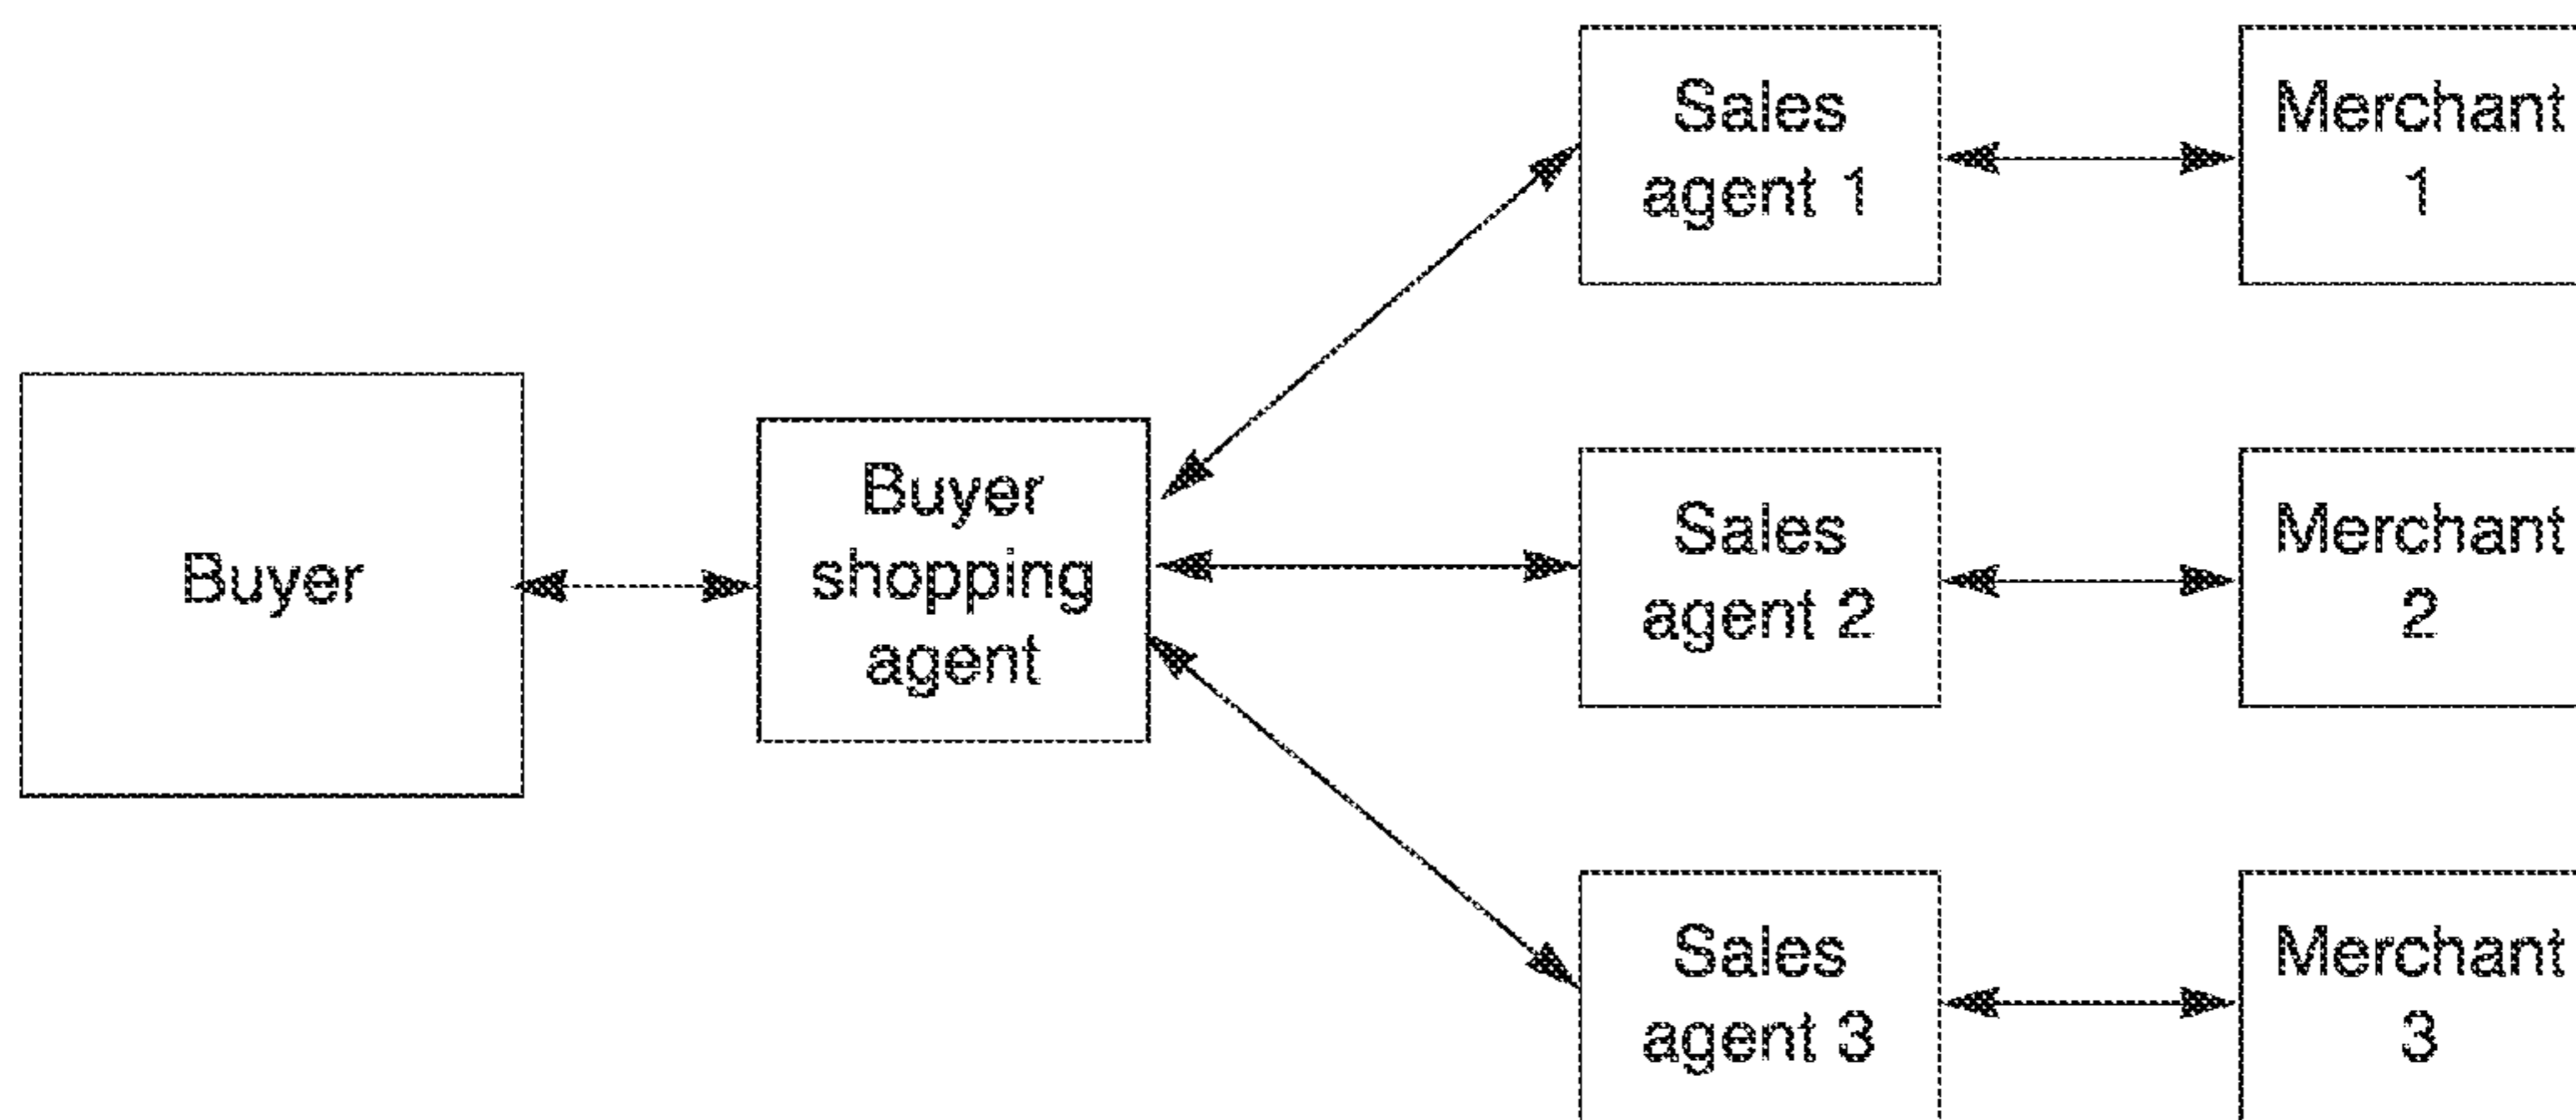 Buyer
Buyer
shopping
agent
Sales
agent 1
Merchant
1
Sales
agent 2
Merchant
2
Sales
agent 3
Merchant
3